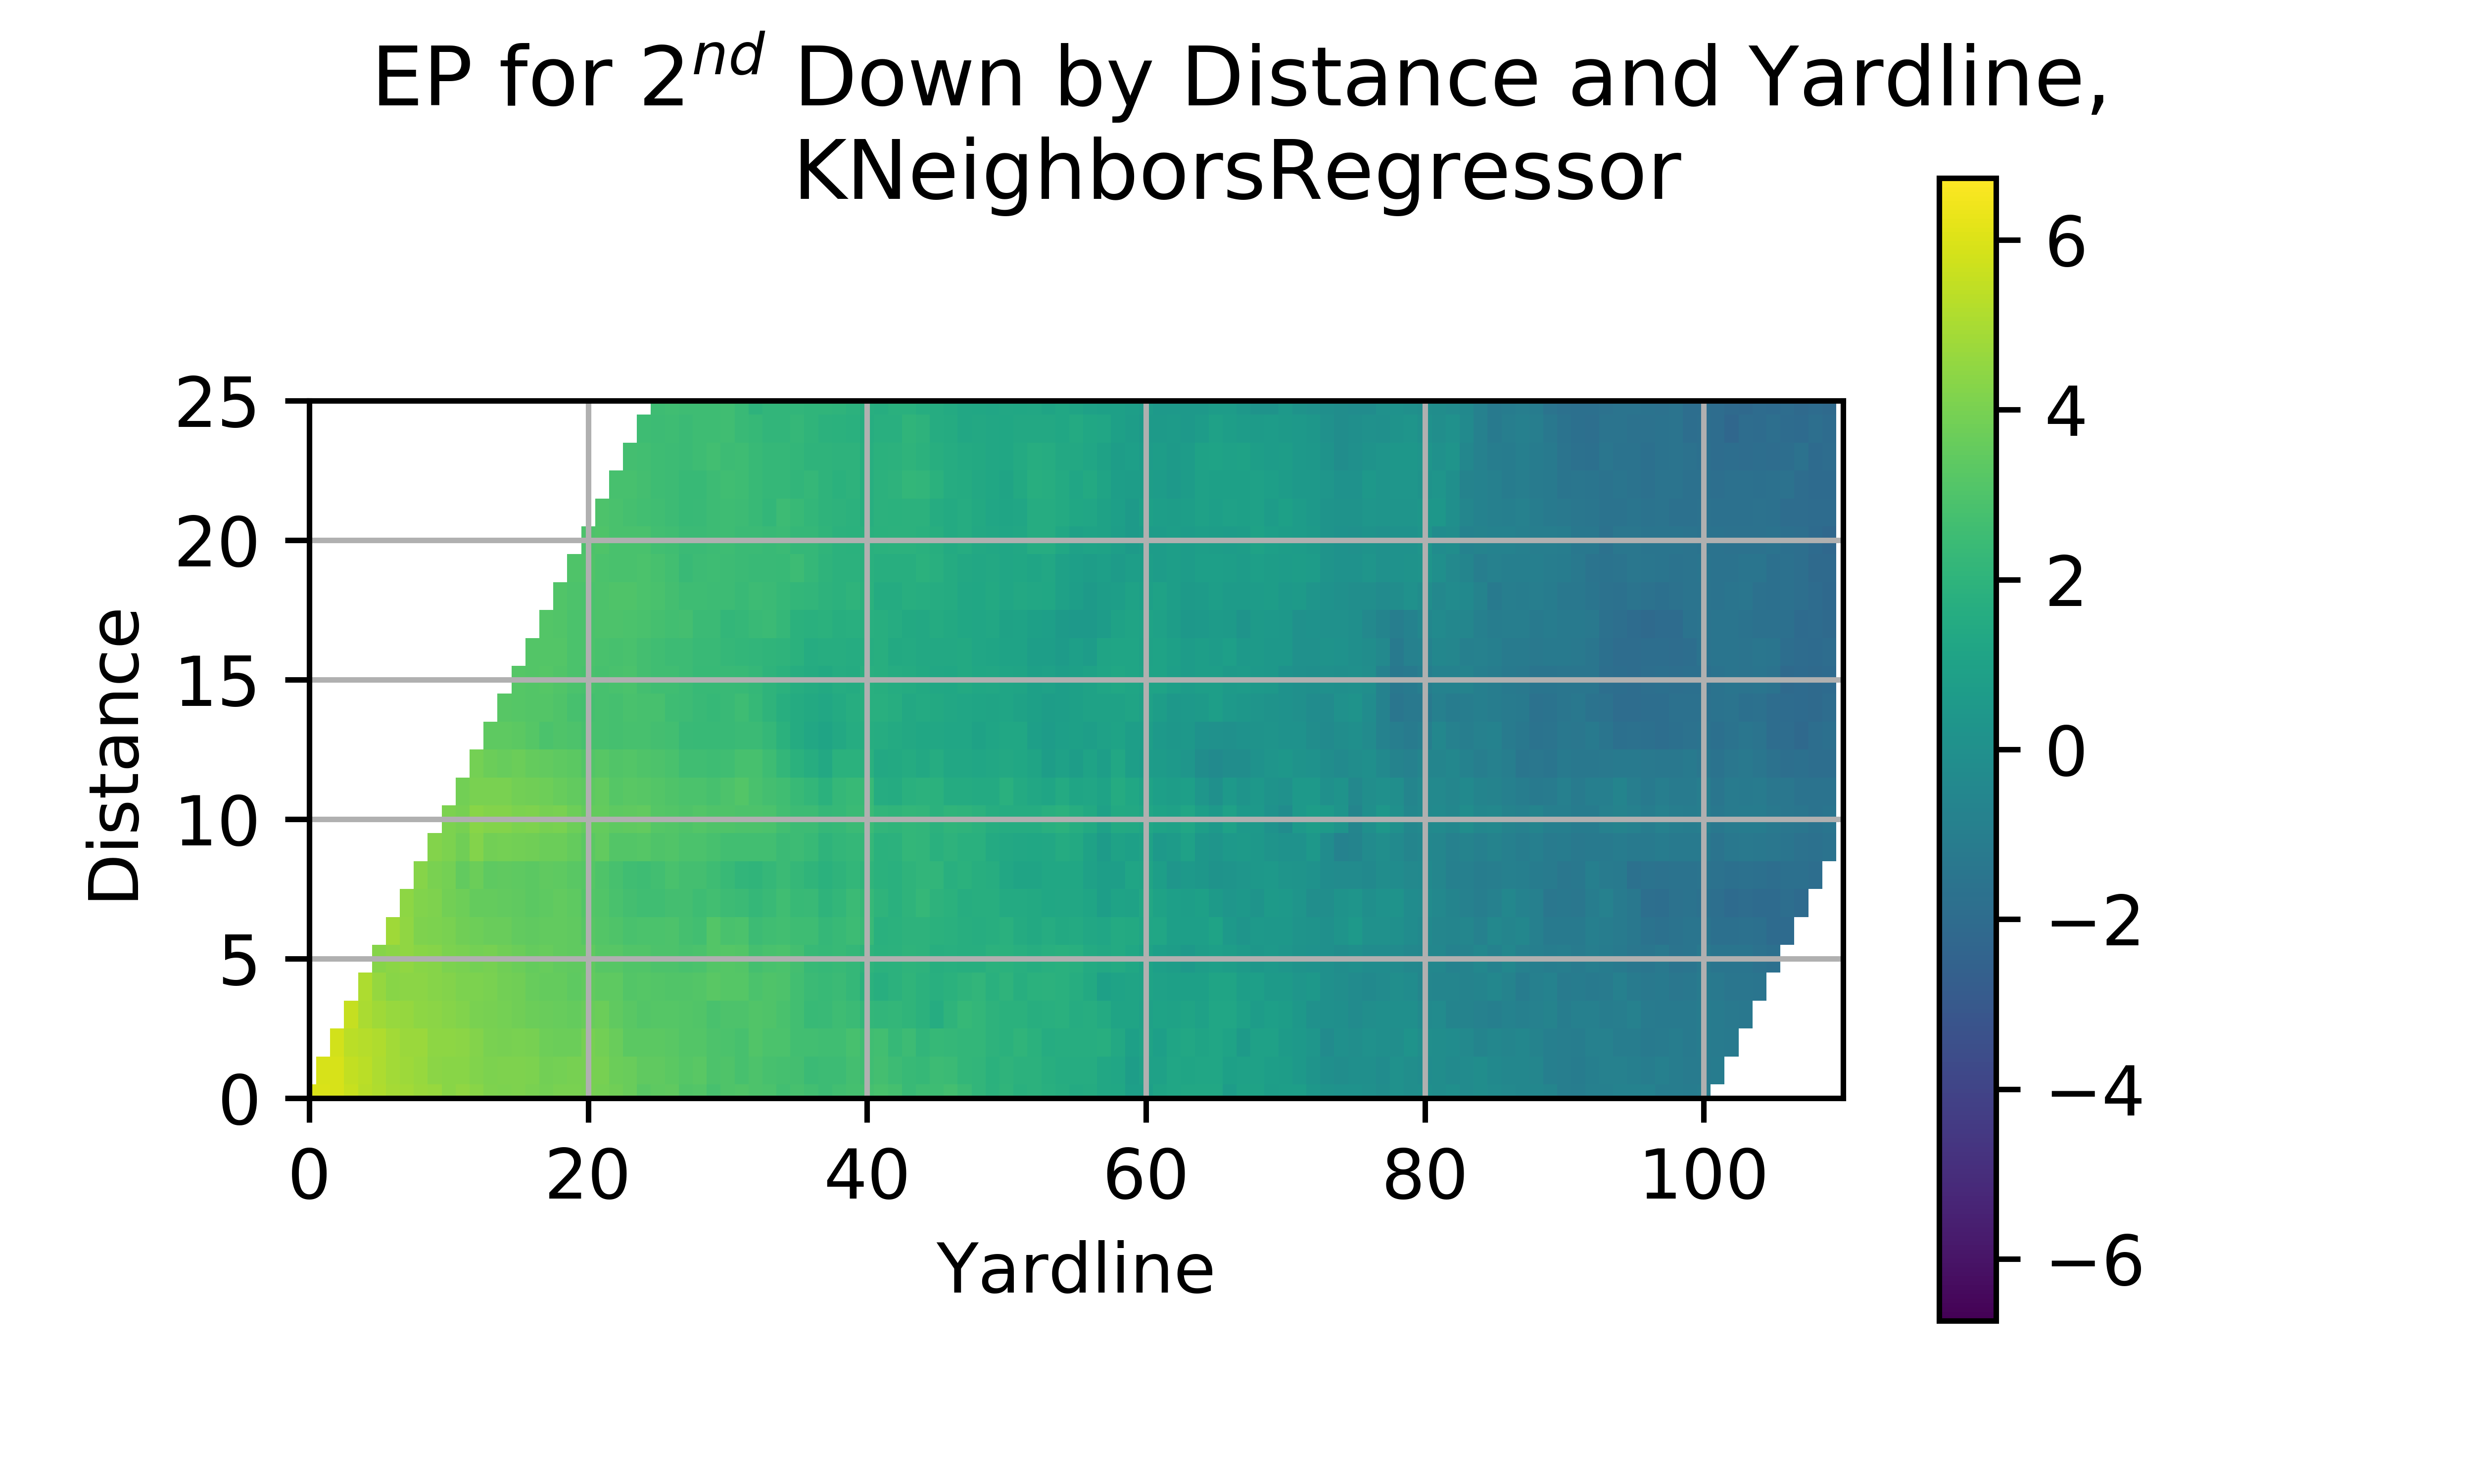 EP for 2nd Down by Distance and Yardline,
KNeighborsRegressor
25
20
15
10
5
0
Distance
0 20 40 60 80 100
Yardline
6
4
2
0
−2
−4
−6